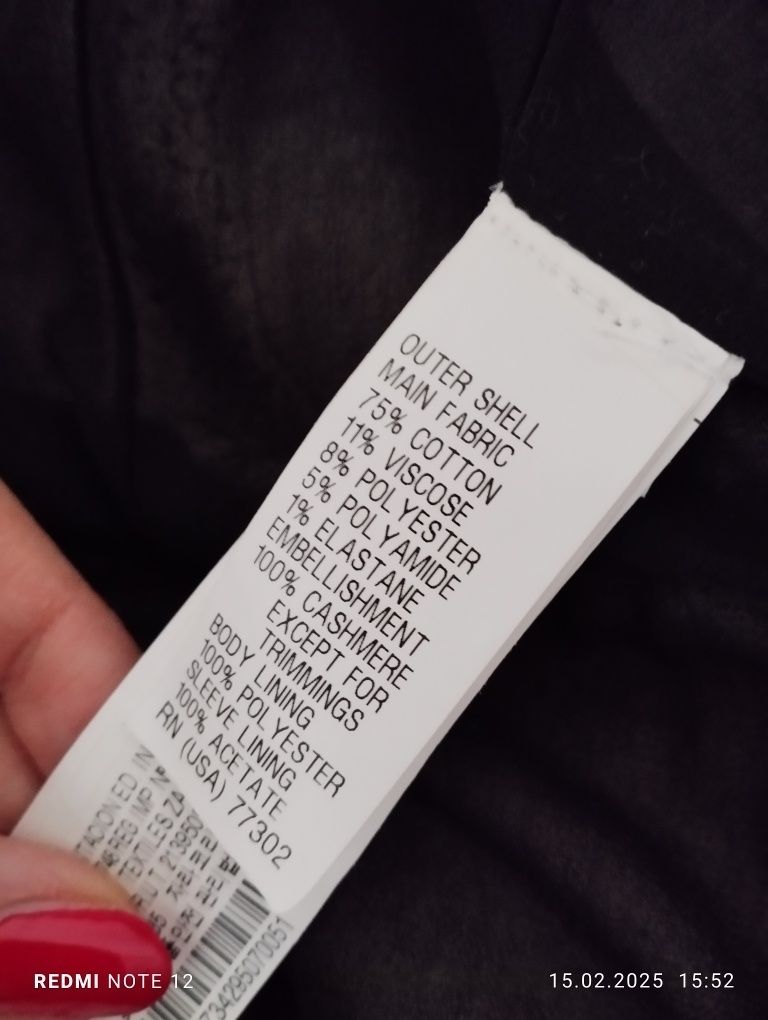 OUTER SHELL
MAIN FABRIC
75% COTTON
11% VISCOSE
8% POLYESTER
5% POLYAMIDE
1% ELASTANE
EMBELLISHMENT
100% CASHMERE
EXCEPT FOR
TRIMMINGS
BODY LINING
100% POLYESTER
SLEEVE LINING
100% ACETATE
RN (USA) 77302
REDMI NOTE 12
15.02.2025 15:52